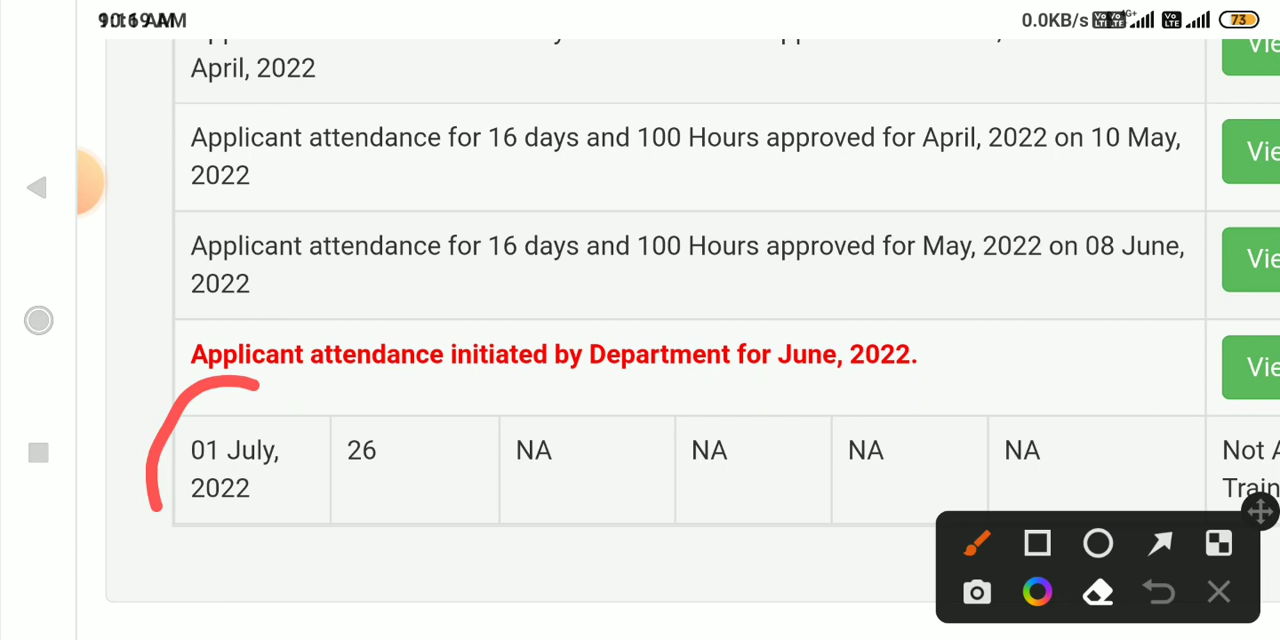 0.0KB/s 4G+ 73
April, 2022
Applicant attendance for 16 days and 100 Hours approved for April, 2022 on 10 May,
2022
Applicant attendance for 16 days and 100 Hours approved for May, 2022 on 08 June,
2022
Applicant attendance initiated by Department for June, 2022.
01 July, 26 NA NA NA NA Not
2022